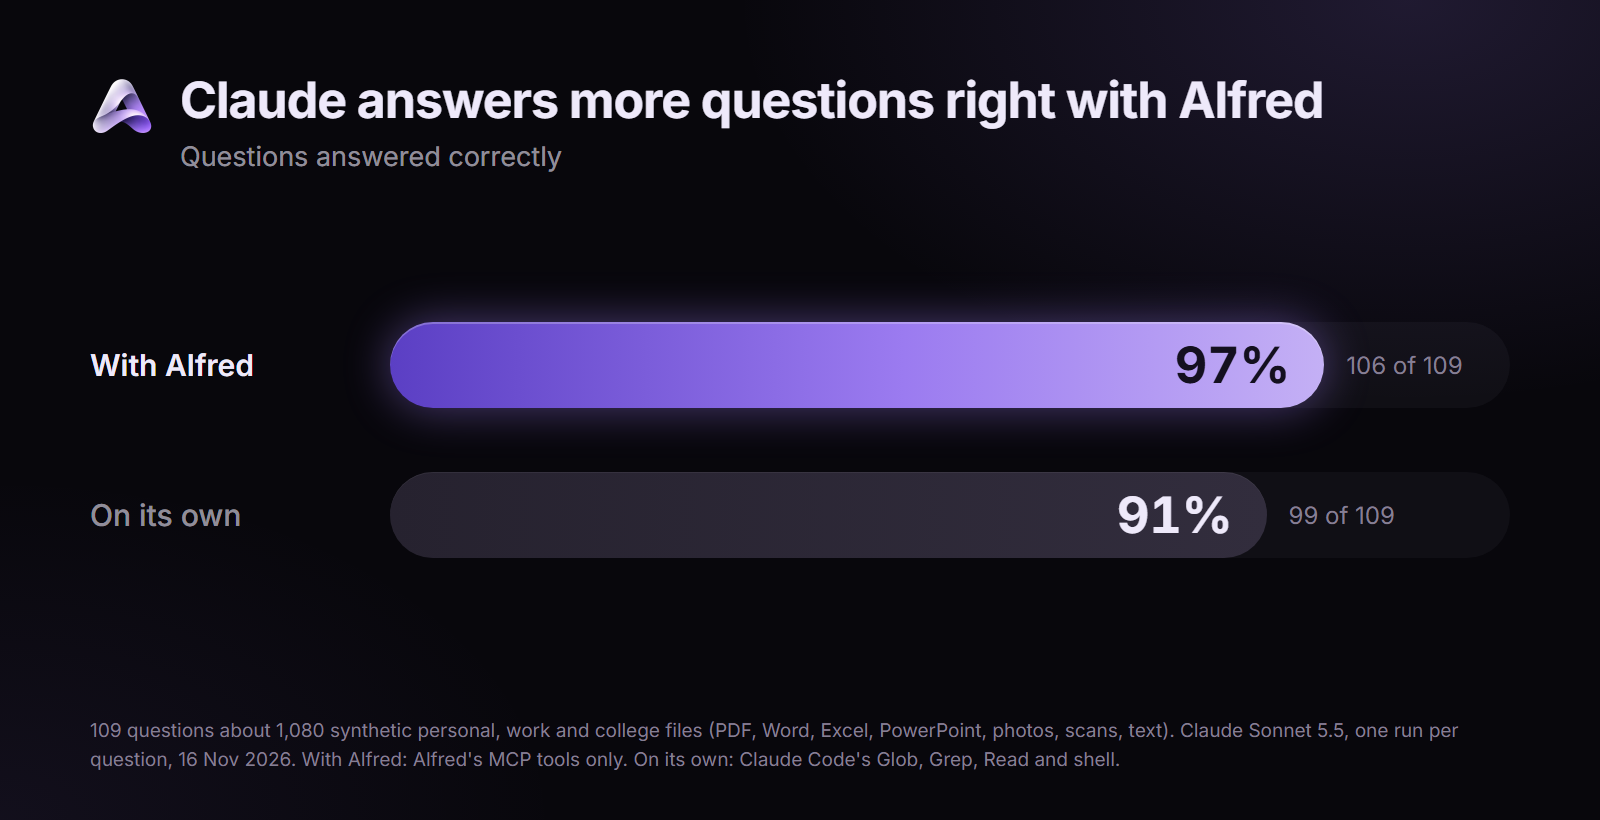 Claude answers more questions right with Alfred
Questions answered correctly
With Alfred
97%
106 of 109
On its own
91%
99 of 109
109 questions about 1,080 synthetic personal, work and college files (PDF, Word, Excel, PowerPoint, photos, scans, text). Claude Sonnet 5.5, one run per
question, 16 Nov 2026. With Alfred: Alfred's MCP tools only. On its own: Claude Code's Glob, Grep, Read and shell.